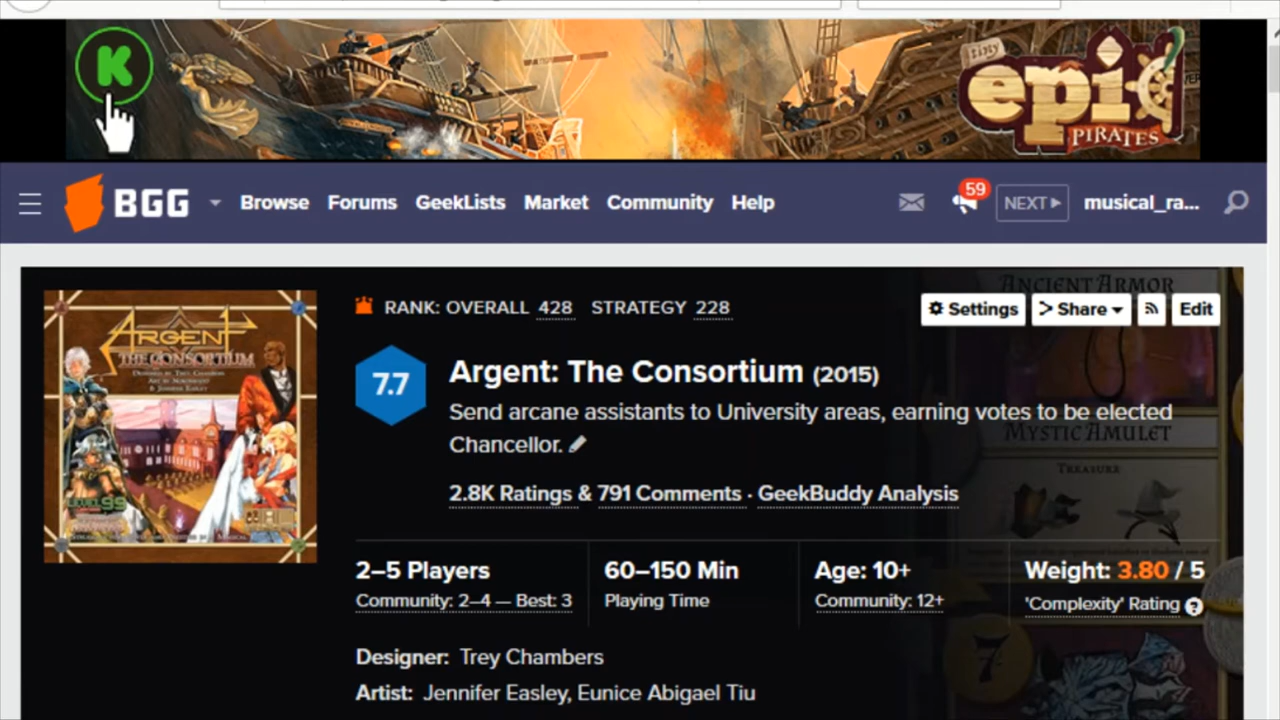 K
tiny
epic
PIRATES
BGG Browse Forums GeekLists Market Community Help 59 NEXT musical_ra...
ANCIENT ARMOR
RANK: OVERALL 428 STRATEGY 228 Settings Share Edit
ARGENT
THE CONSORTIUM
7.7 Argent: The Consortium (2015)
Send arcane assistants to University areas, earning votes to be elected
Chancellor.
MYSTIC AMULET
TREASURE
2.8K Ratings & 791 Comments · GeekBuddy Analysis
2–5 Players 60–150 Min Age: 10+ Weight: 3.80 / 5
Community: 2–4 — Best: 3 Playing Time Community: 12+ 'Complexity' Rating ?
Designer: Trey Chambers
7
Artist: Jennifer Easley, Eunice Abigael Tiu